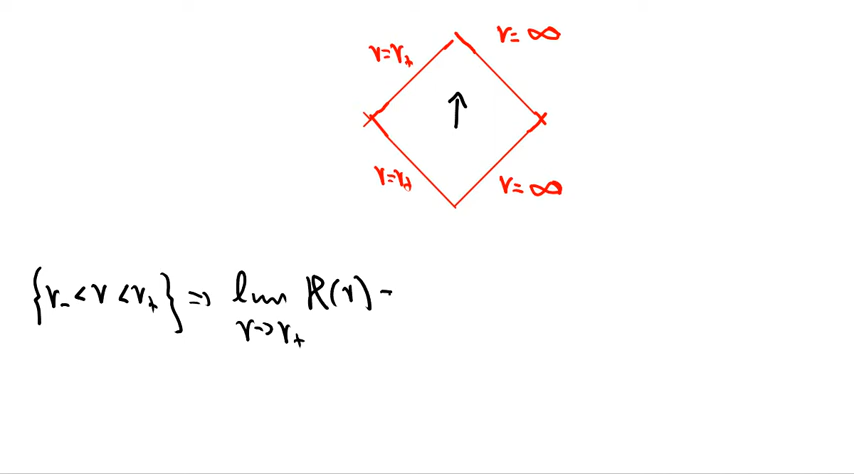 r=r₊
r=∞
r=r₊
r=∞
{r₋ < r < r₊} ⇒ lim R(r) -
r→r₊